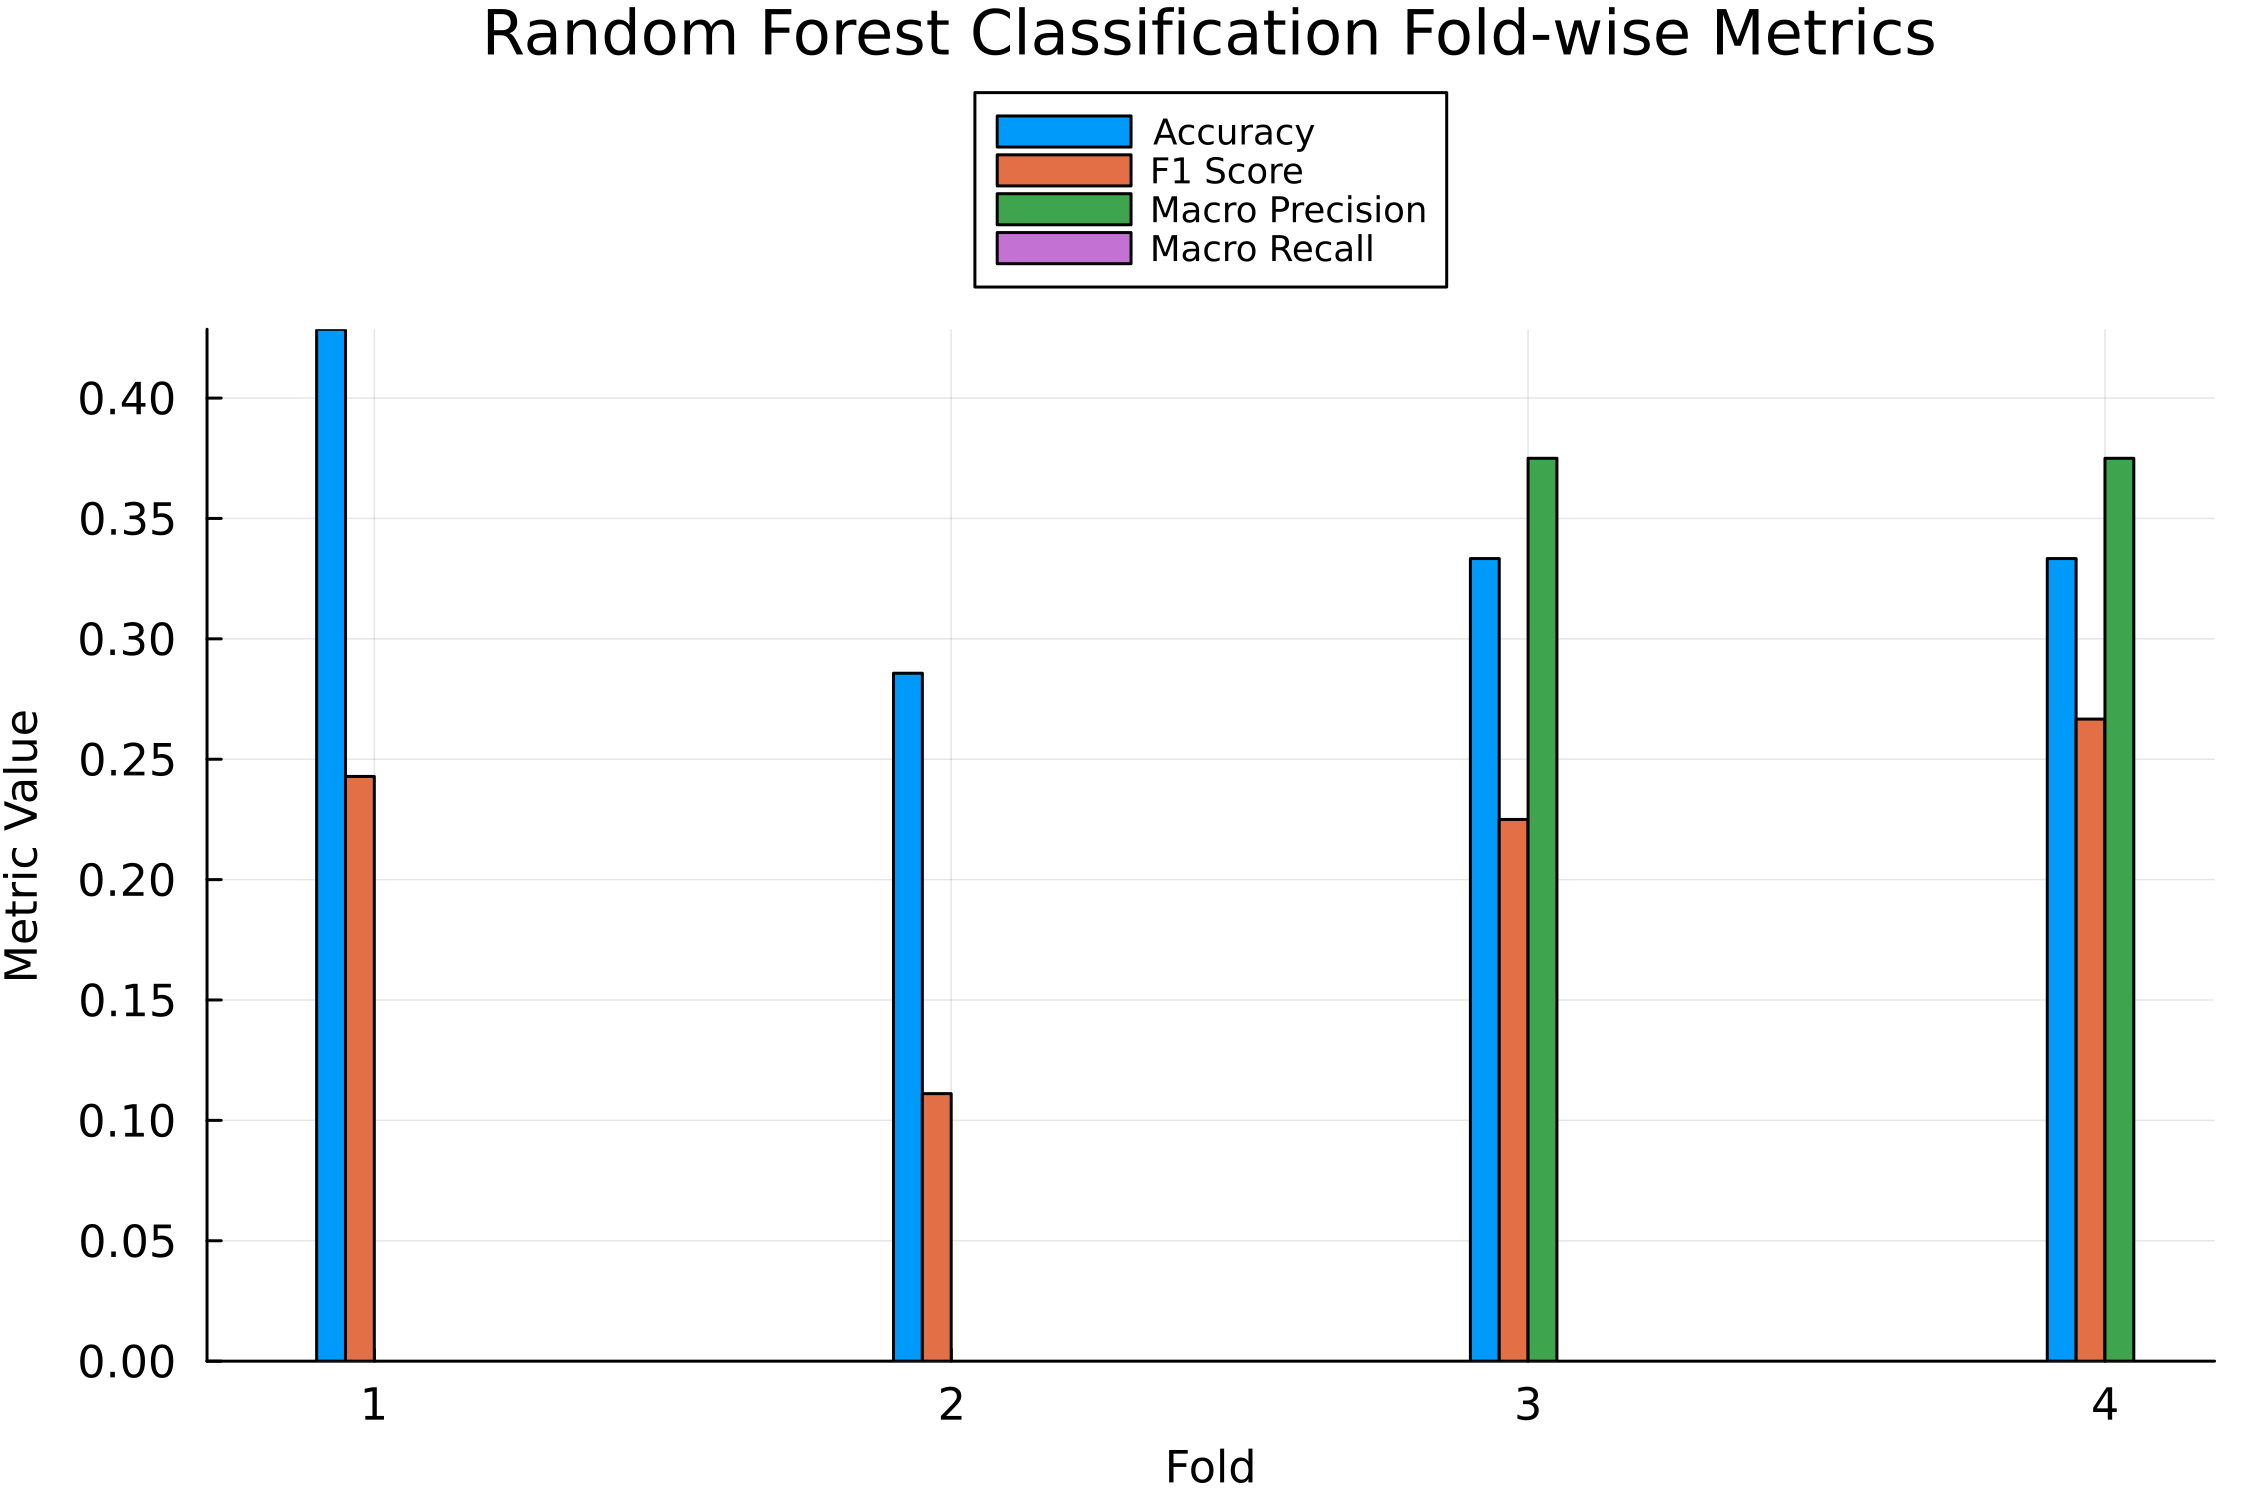 Random Forest Classification Fold-wise Metrics
Accuracy
F1 Score
Macro Precision
Macro Recall
0.40
0.35
0.30
0.25
0.20
0.15
0.10
0.05
0.00
Metric Value
1 2 3 4
Fold